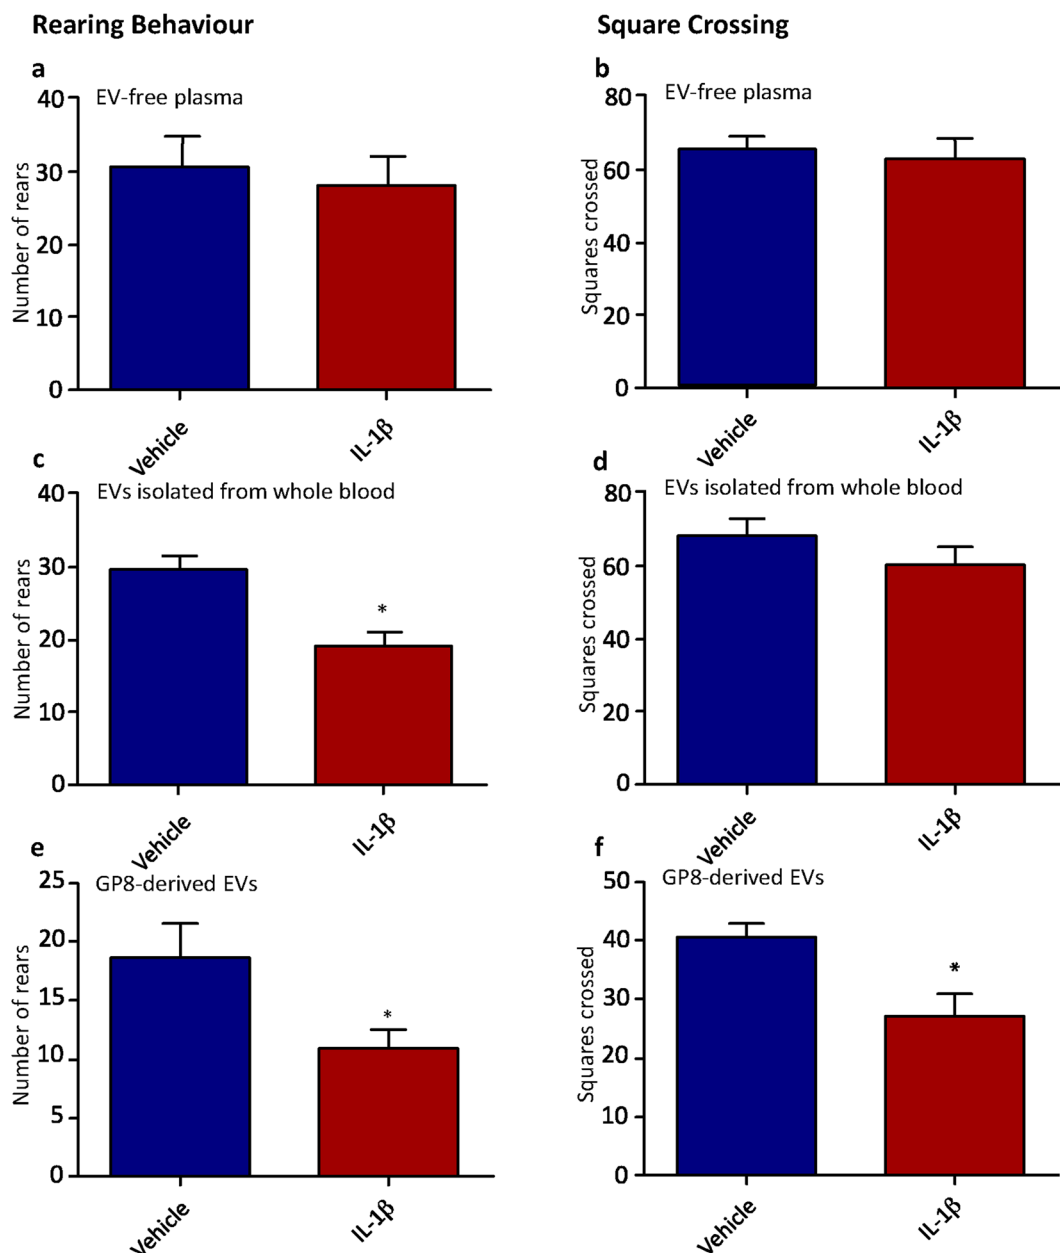 Rearing Behaviour
Square Crossing
a
EV-free plasma
40
30
20
10
0
Number of rears
Vehicle
IL-1β
b
EV-free plasma
80
60
40
20
0
Squares crossed
Vehicle
IL-1β
c
EVs isolated from whole blood
40
30
20
10
0
Number of rears
*
Vehicle
IL-1β
d
EVs isolated from whole blood
80
60
40
20
0
Squares crossed
Vehicle
IL-1β
e
GP8-derived EVs
25
20
15
10
5
0
Number of rears
*
Vehicle
IL-1β
f
GP8-derived EVs
50
40
30
20
10
0
Squares crossed
*
Vehicle
IL-1β